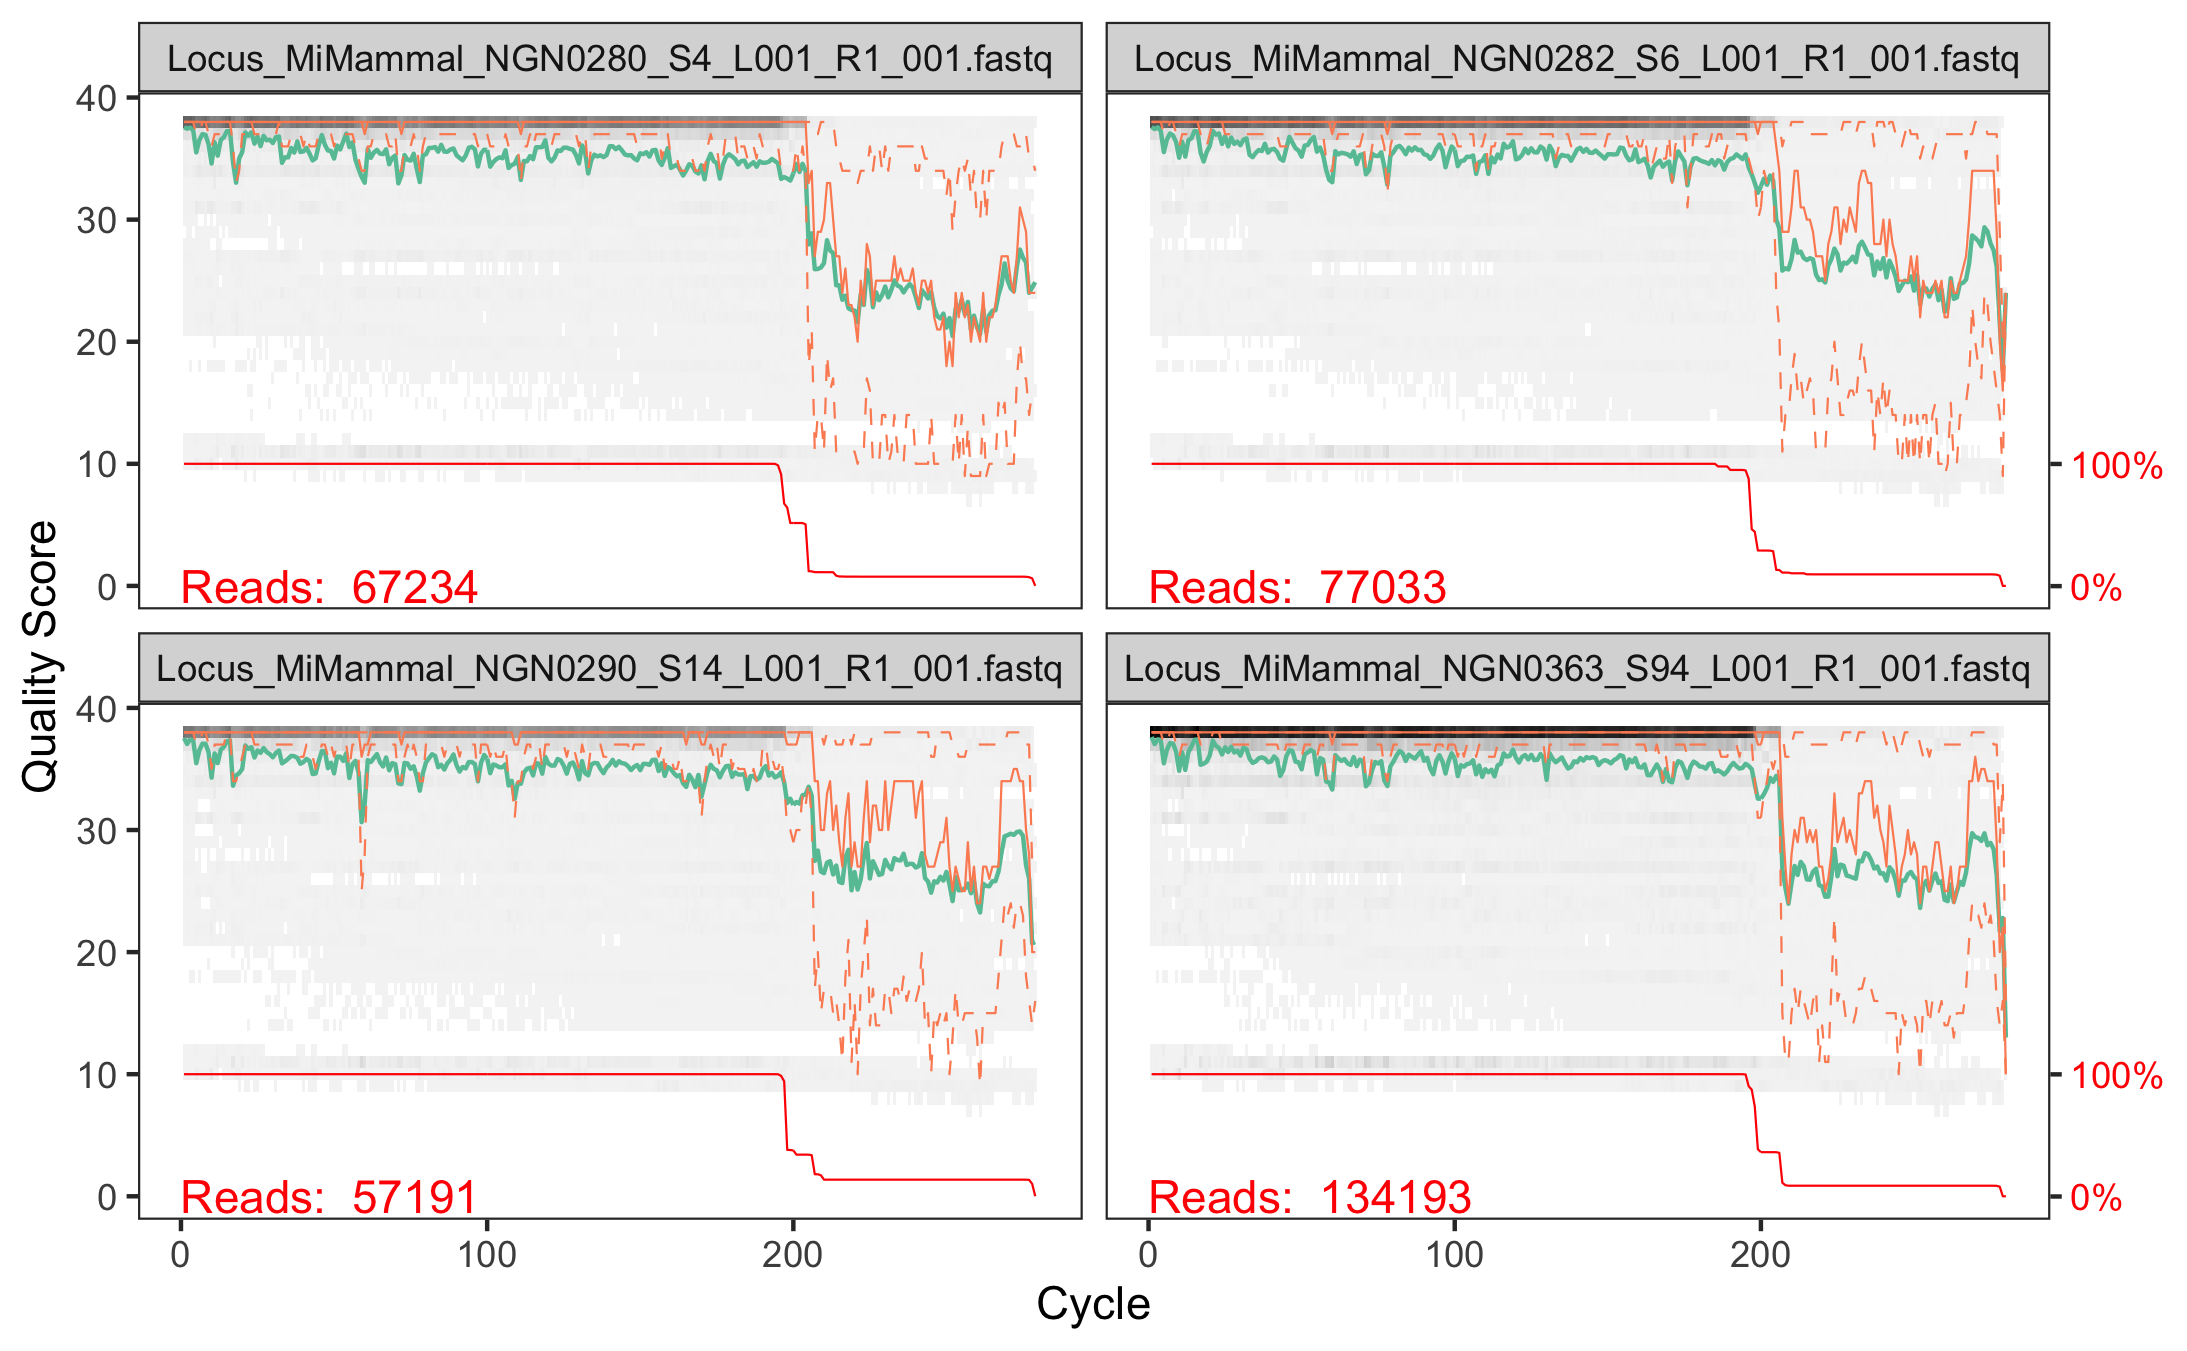 Locus_MiMammal_NGN0280_S4_L001_R1_001.fastq
Locus_MiMammal_NGN0282_S6_L001_R1_001.fastq
40
30
20
10
0
Reads: 67234
Reads: 77033
100%
0%
Quality Score
Locus_MiMammal_NGN0290_S14_L001_R1_001.fastq
Locus_MiMammal_NGN0363_S94_L001_R1_001.fastq
40
30
20
10
0
Reads: 57191
Reads: 134193
100%
0%
0 100 200
0 100 200
Cycle